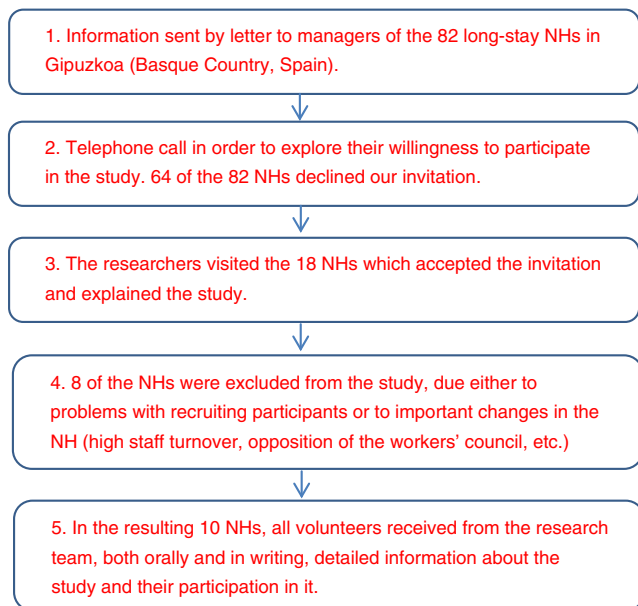 1. Information sent by letter to managers of the 82 long-stay NHs in
Gipuzkoa (Basque Country, Spain).
2. Telephone call in order to explore their willingness to participate
in the study. 64 of the 82 NHs declined our invitation.
3. The researchers visited the 18 NHs which accepted the invitation
and explained the study.
4. 8 of the NHs were excluded from the study, due either to
problems with recruiting participants or to important changes in the
NH (high staff turnover, opposition of the workers’ council, etc.)
5. In the resulting 10 NHs, all volunteers received from the research
team, both orally and in writing, detailed information about the
study and their participation in it.